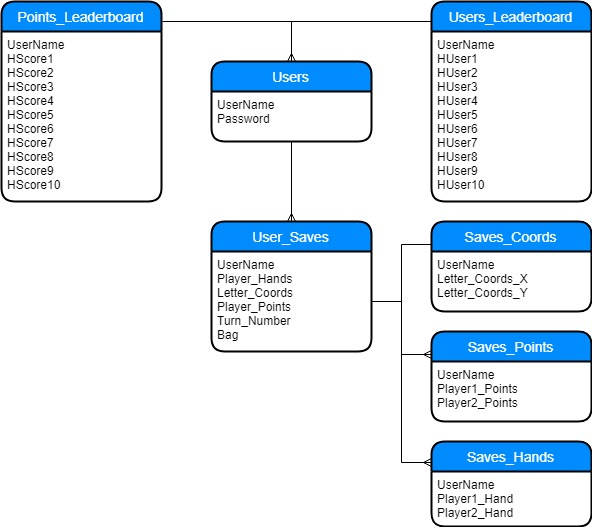 Points_Leaderboard
UserName
HScore1
HScore2
HScore3
HScore4
HScore5
HScore6
HScore7
HScore8
HScore9
HScore10
Users_Leaderboard
UserName
HUser1
HUser2
HUser3
HUser4
HUser5
HUser6
HUser7
HUser8
HUser9
HUser10
Users
UserName
Password
User_Saves
UserName
Player_Hands
Letter_Coords
Player_Points
Turn_Number
Bag
Saves_Coords
UserName
Letter_Coords_X
Letter_Coords_Y
Saves_Points
UserName
Player1_Points
Player2_Points
Saves_Hands
UserName
Player1_Hand
Player2_Hand